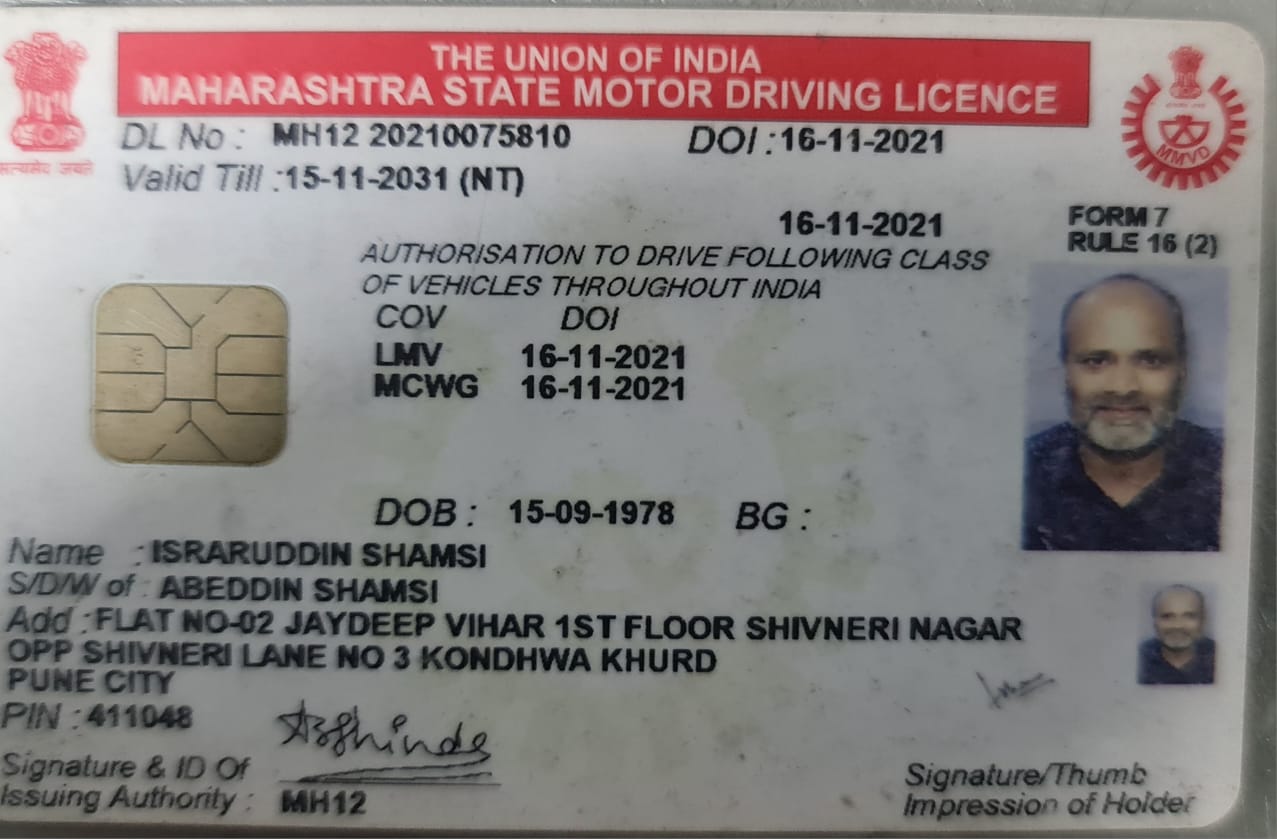 THE UNION OF INDIA
MAHARASHTRA STATE MOTOR DRIVING LICENCE
सत्यमेव जयते
DL No : MH12 20210075810 DOI : 16-11-2021
Valid Till : 15-11-2031 (NT)
MMVD
16-11-2021
FORM 7
RULE 16 (2)
AUTHORISATION TO DRIVE FOLLOWING CLASS
OF VEHICLES THROUGHOUT INDIA
COV DOI
LMV 16-11-2021
MCWG 16-11-2021
DOB : 15-09-1978 BG :
Name : ISRARUDDIN SHAMSI
S/D/W of : ABEDDIN SHAMSI
Add : FLAT NO-02 JAYDEEP VIHAR 1ST FLOOR SHIVNERI NAGAR
OPP SHIVNERI LANE NO 3 KONDHWA KHURD
PUNE CITY
PIN : 411048
Signature & ID Of
Issuing Authority : MH12
Signature/Thumb
Impression of Holder